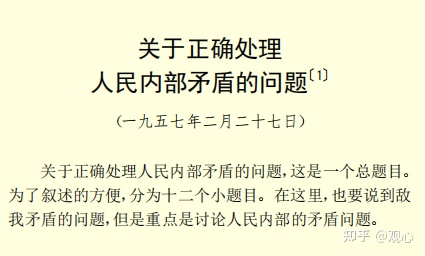 关于正确处理
人民内部矛盾的问题〔1〕
（一九五七年二月二十七日）
关于正确处理人民内部矛盾的问题，这是一个总题目。
为了叙述的方便，分为十二个小题目。在这里，也要说到敌
我矛盾的问题，但是重点是讨论人民内部的矛盾问题。
知乎 @观心